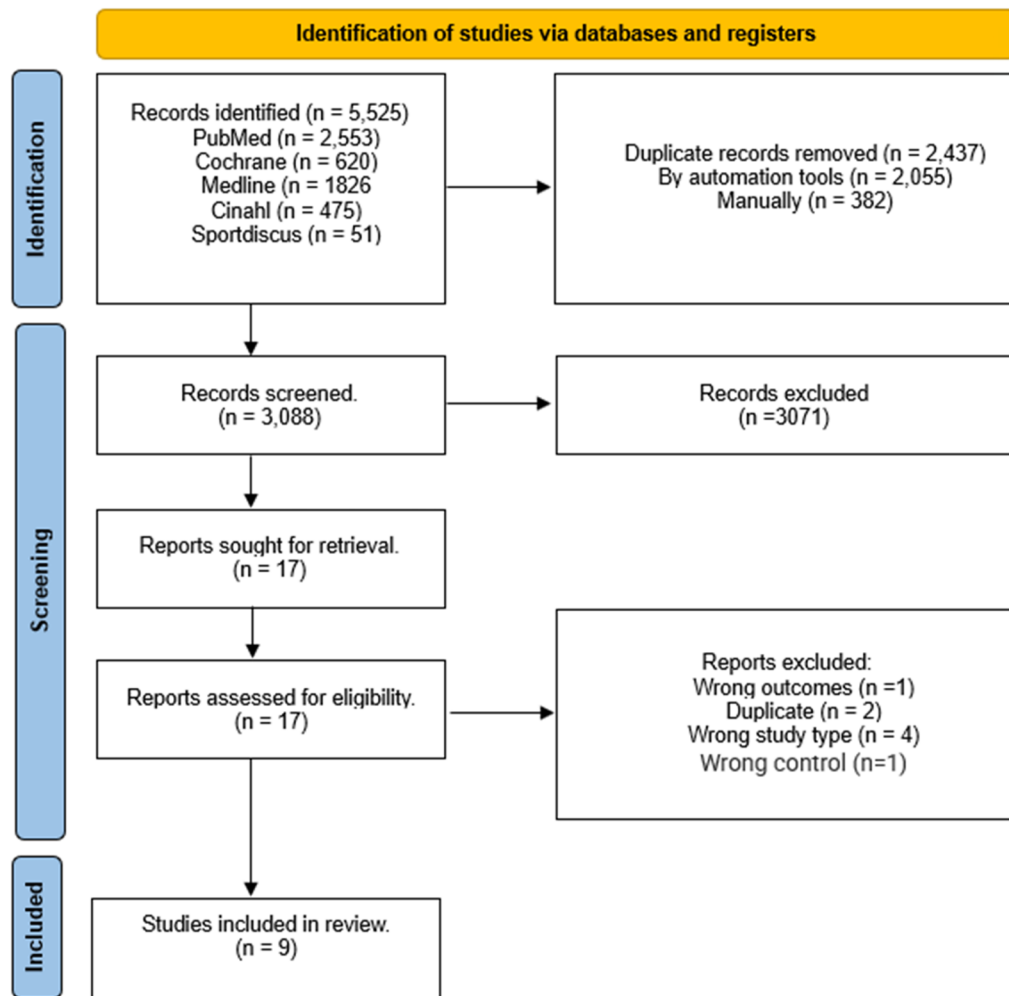 Identification of studies via databases and registers
Identification
Records identified (n = 5,525)
PubMed (n = 2,553)
Cochrane (n = 620)
Medline (n = 1826
Cinahl (n = 475)
Sportdiscus (n = 51)
Duplicate records removed (n = 2,437)
By automation tools (n = 2,055)
Manually (n = 382)
Screening
Records screened.
(n = 3,088)
Records excluded
(n =3071)
Reports sought for retrieval.
(n = 17)
Reports assessed for eligibility.
(n = 17)
Reports excluded:
Wrong outcomes (n =1)
Duplicate (n = 2)
Wrong study type (n = 4)
Wrong control (n=1)
Included
Studies included in review.
(n = 9)